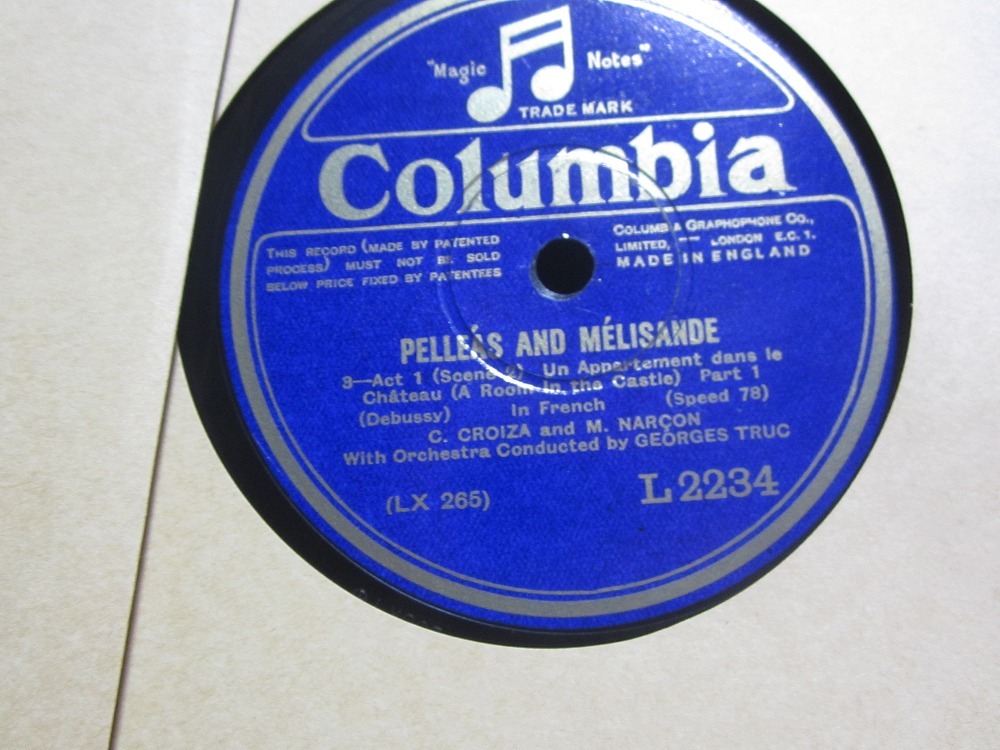 "Magic Notes"
TRADE MARK
Columbia
THIS RECORD (MADE BY PATENTED
PROCESS) MUST NOT BE SOLD
BELOW PRICE FIXED BY PATENTEES
COLUMBIA GRAPHOPHONE CO.,
LIMITED, LONDON E.C. 1.
MADE IN ENGLAND
PELLEÁS AND MÉLISANDE
3—Act 1 (Scene 2) Un Appartement dans le
Château (A Room in the Castle) Part 1
(Debussy) In French (Speed 78)
C. CROIZA and M. NARÇON
With Orchestra Conducted by GEORGES TRUC
(LX 265)
L 2234